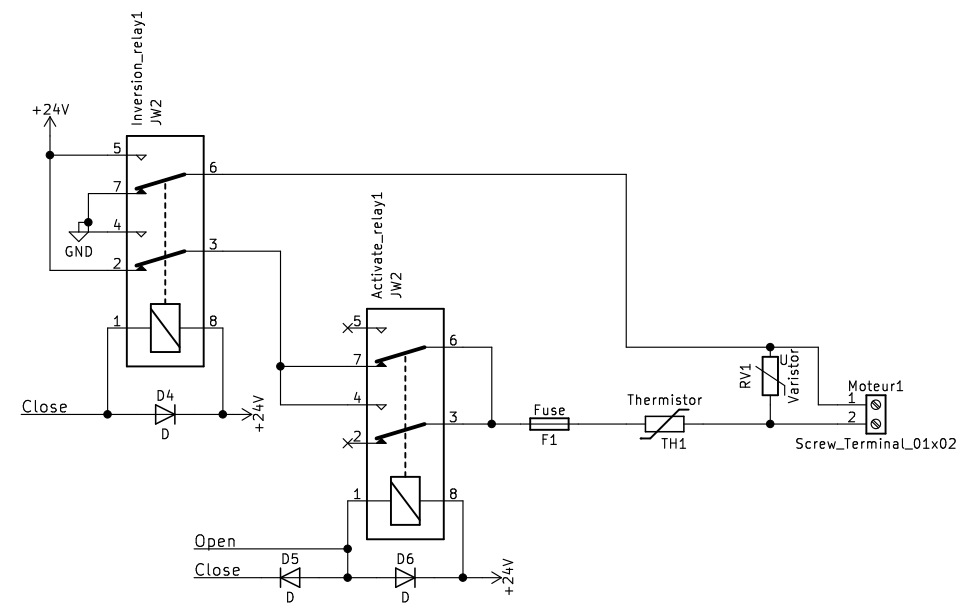 Inversion_relay1
JW2
+24V
5
6
7
4
GND
3
2
1
8
D4
Close
D
+24V
Activate_relay1
JW2
5
6
7
4
3
2
1
8
Fuse
F1
Thermistor
TH1
RV1
U
Varistor
Moteur1
1
2
Screw_Terminal_01x02
Open
D5
D6
Close
D
D
+24V